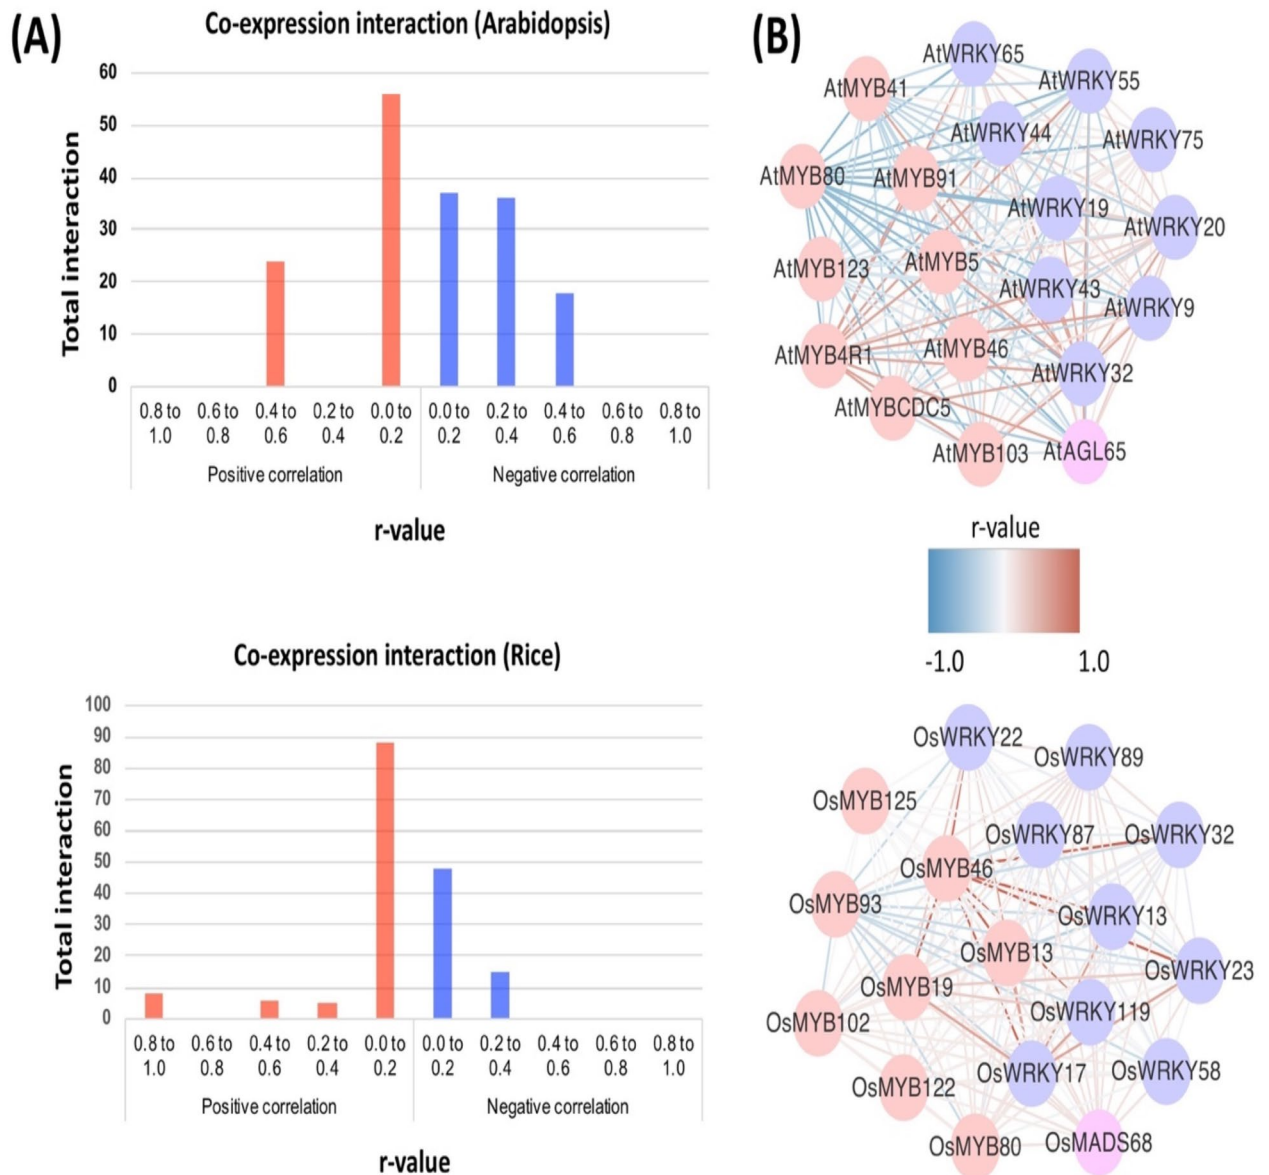 (A)
Co-expression interaction (Arabidopsis)
Total interaction
60
50
40
30
20
10
0
0.8 to 0.6 to 0.4 to 0.2 to 0.0 to 0.0 to 0.2 to 0.4 to 0.6 to 0.8 to
1.0 0.8 0.6 0.4 0.2 0.2 0.4 0.6 0.8 1.0
Positive correlation Negative correlation
r-value
Co-expression interaction (Rice)
Total interaction
100
90
80
70
60
50
40
30
20
10
0
0.8 to 0.6 to 0.4 to 0.2 to 0.0 to 0.0 to 0.2 to 0.4 to 0.6 to 0.8 to
1.0 0.8 0.6 0.4 0.2 0.2 0.4 0.6 0.8 1.0
Positive correlation Negative correlation
r-value
(B)
AtWRKY65
AtWRKY55
AtMYB41
AtWRKY44
AtWRKY75
AtMYB80
AtMYB91
AtWRKY19
AtWRKY20
AtMYB123
AtMYB5
AtWRKY43
AtWRKY9
AtMYB4R1
AtMYB46
AtWRKY32
AtMYBCDC5
AtMYB103
AtAGL65
r-value
-1.0 1.0
OsWRKY22
OsWRKY89
OsMYB125
OsWRKY87
OsWRKY32
OsMYB46
OsMYB93
OsWRKY13
OsMYB13
OsWRKY23
OsMYB19
OsWRKY119
OsMYB102
OsWRKY17
OsWRKY58
OsMYB122
OsMYB80
OsMADS68